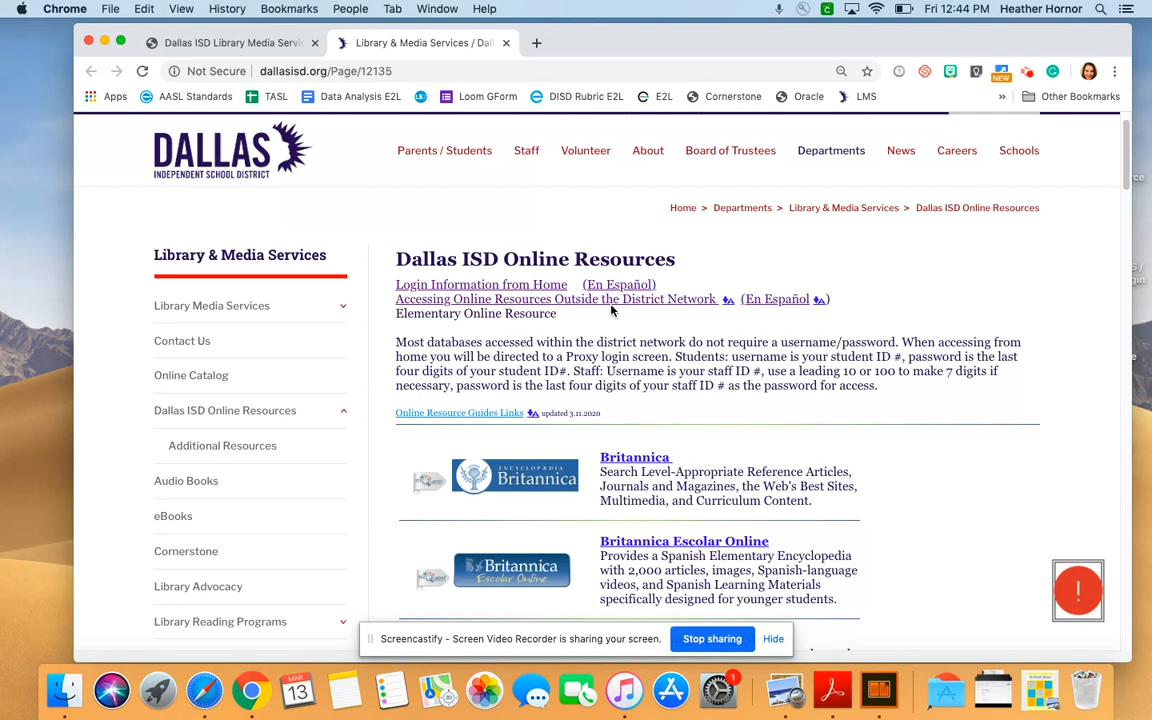 Chrome File Edit View History Bookmarks People Tab Window Help Fri 12:44 PM Heather Hornor
Dallas ISD Library Media Servic Library & Media Services / Dall
Not Secure dallasisd.org/Page/12135 NEW
Apps AASL Standards TASL Data Analysis E2L Loom GForm DISD Rubric E2L E2L Cornerstone Oracle LMS » Other Bookmarks
DALLAS
INDEPENDENT SCHOOL DISTRICT
Parents / Students Staff Volunteer About Board of Trustees Departments News Careers Schools
Home > Departments > Library & Media Services > Dallas ISD Online Resources
Library & Media Services
Library Media Services
Contact Us
Online Catalog
Dallas ISD Online Resources
Additional Resources
Audio Books
eBooks
Cornerstone
Library Advocacy
Library Reading Programs
Dallas ISD Online Resources
Login Information from Home (En Español)
Accessing Online Resources Outside the District Network (En Español )
Elementary Online Resource
Most databases accessed within the district network do not require a username/password. When accessing from
home you will be directed to a Proxy login screen. Students: username is your student ID #, password is the last
four digits of your student ID#. Staff: Username is your staff ID #, use a leading 10 or 100 to make 7 digits if
necessary, password is the last four digits of your staff ID # as the password for access.
Online Resource Guides Links updated 3.11.2020
ENCYCLOPÆDIA
Britannica
Britannica
Search Level-Appropriate Reference Articles,
Journals and Magazines, the Web's Best Sites,
Multimedia, and Curriculum Content.
Britannica
Escolar Online
Britannica Escolar Online
Provides a Spanish Elementary Encyclopedia
with 2,000 articles, images, Spanish-language
videos, and Spanish Learning Materials
specifically designed for younger students.
Screencastify - Screen Video Recorder is sharing your screen. Stop sharing Hide
MAR
13
1